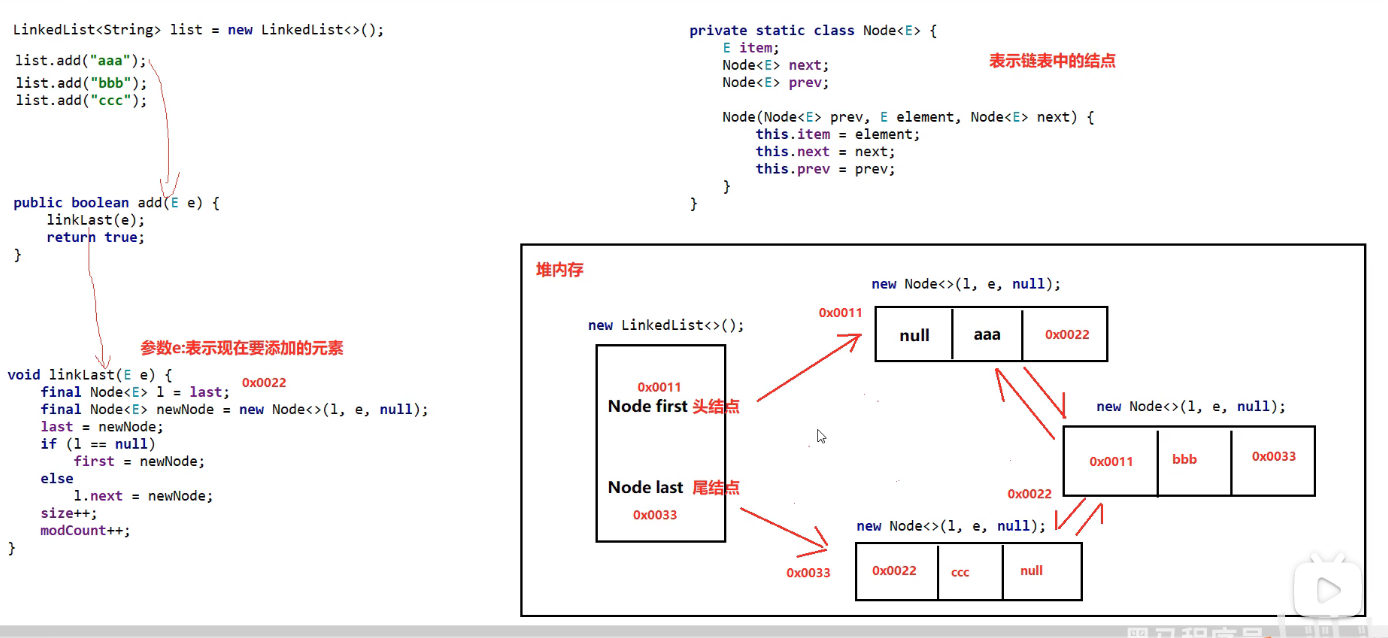 LinkedList<String> list = new LinkedList<>();
list.add("aaa");
list.add("bbb");
list.add("ccc");
public boolean add(E e) {
linkLast(e);
return true;
}
参数e:表示现在要添加的元素
void linkLast(E e) {
final Node<E> l = last;
0x0022
final Node<E> newNode = new Node<>(l, e, null);
last = newNode;
if (l == null)
first = newNode;
else
l.next = newNode;
size++;
modCount++;
}
private static class Node<E> {
E item;
Node<E> next;
Node<E> prev;
表示链表中的结点
Node(Node<E> prev, E element, Node<E> next) {
this.item = element;
this.next = next;
this.prev = prev;
}
}
堆内存
new LinkedList<>();
0x0011
Node first 头结点
Node last 尾结点
0x0033
new Node<>(l, e, null);
0x0011
null aaa 0x0022
new Node<>(l, e, null);
0x0011 bbb 0x0033
0x0022
new Node<>(l, e, null);
0x0033
0x0022 ccc null
黑马程序员